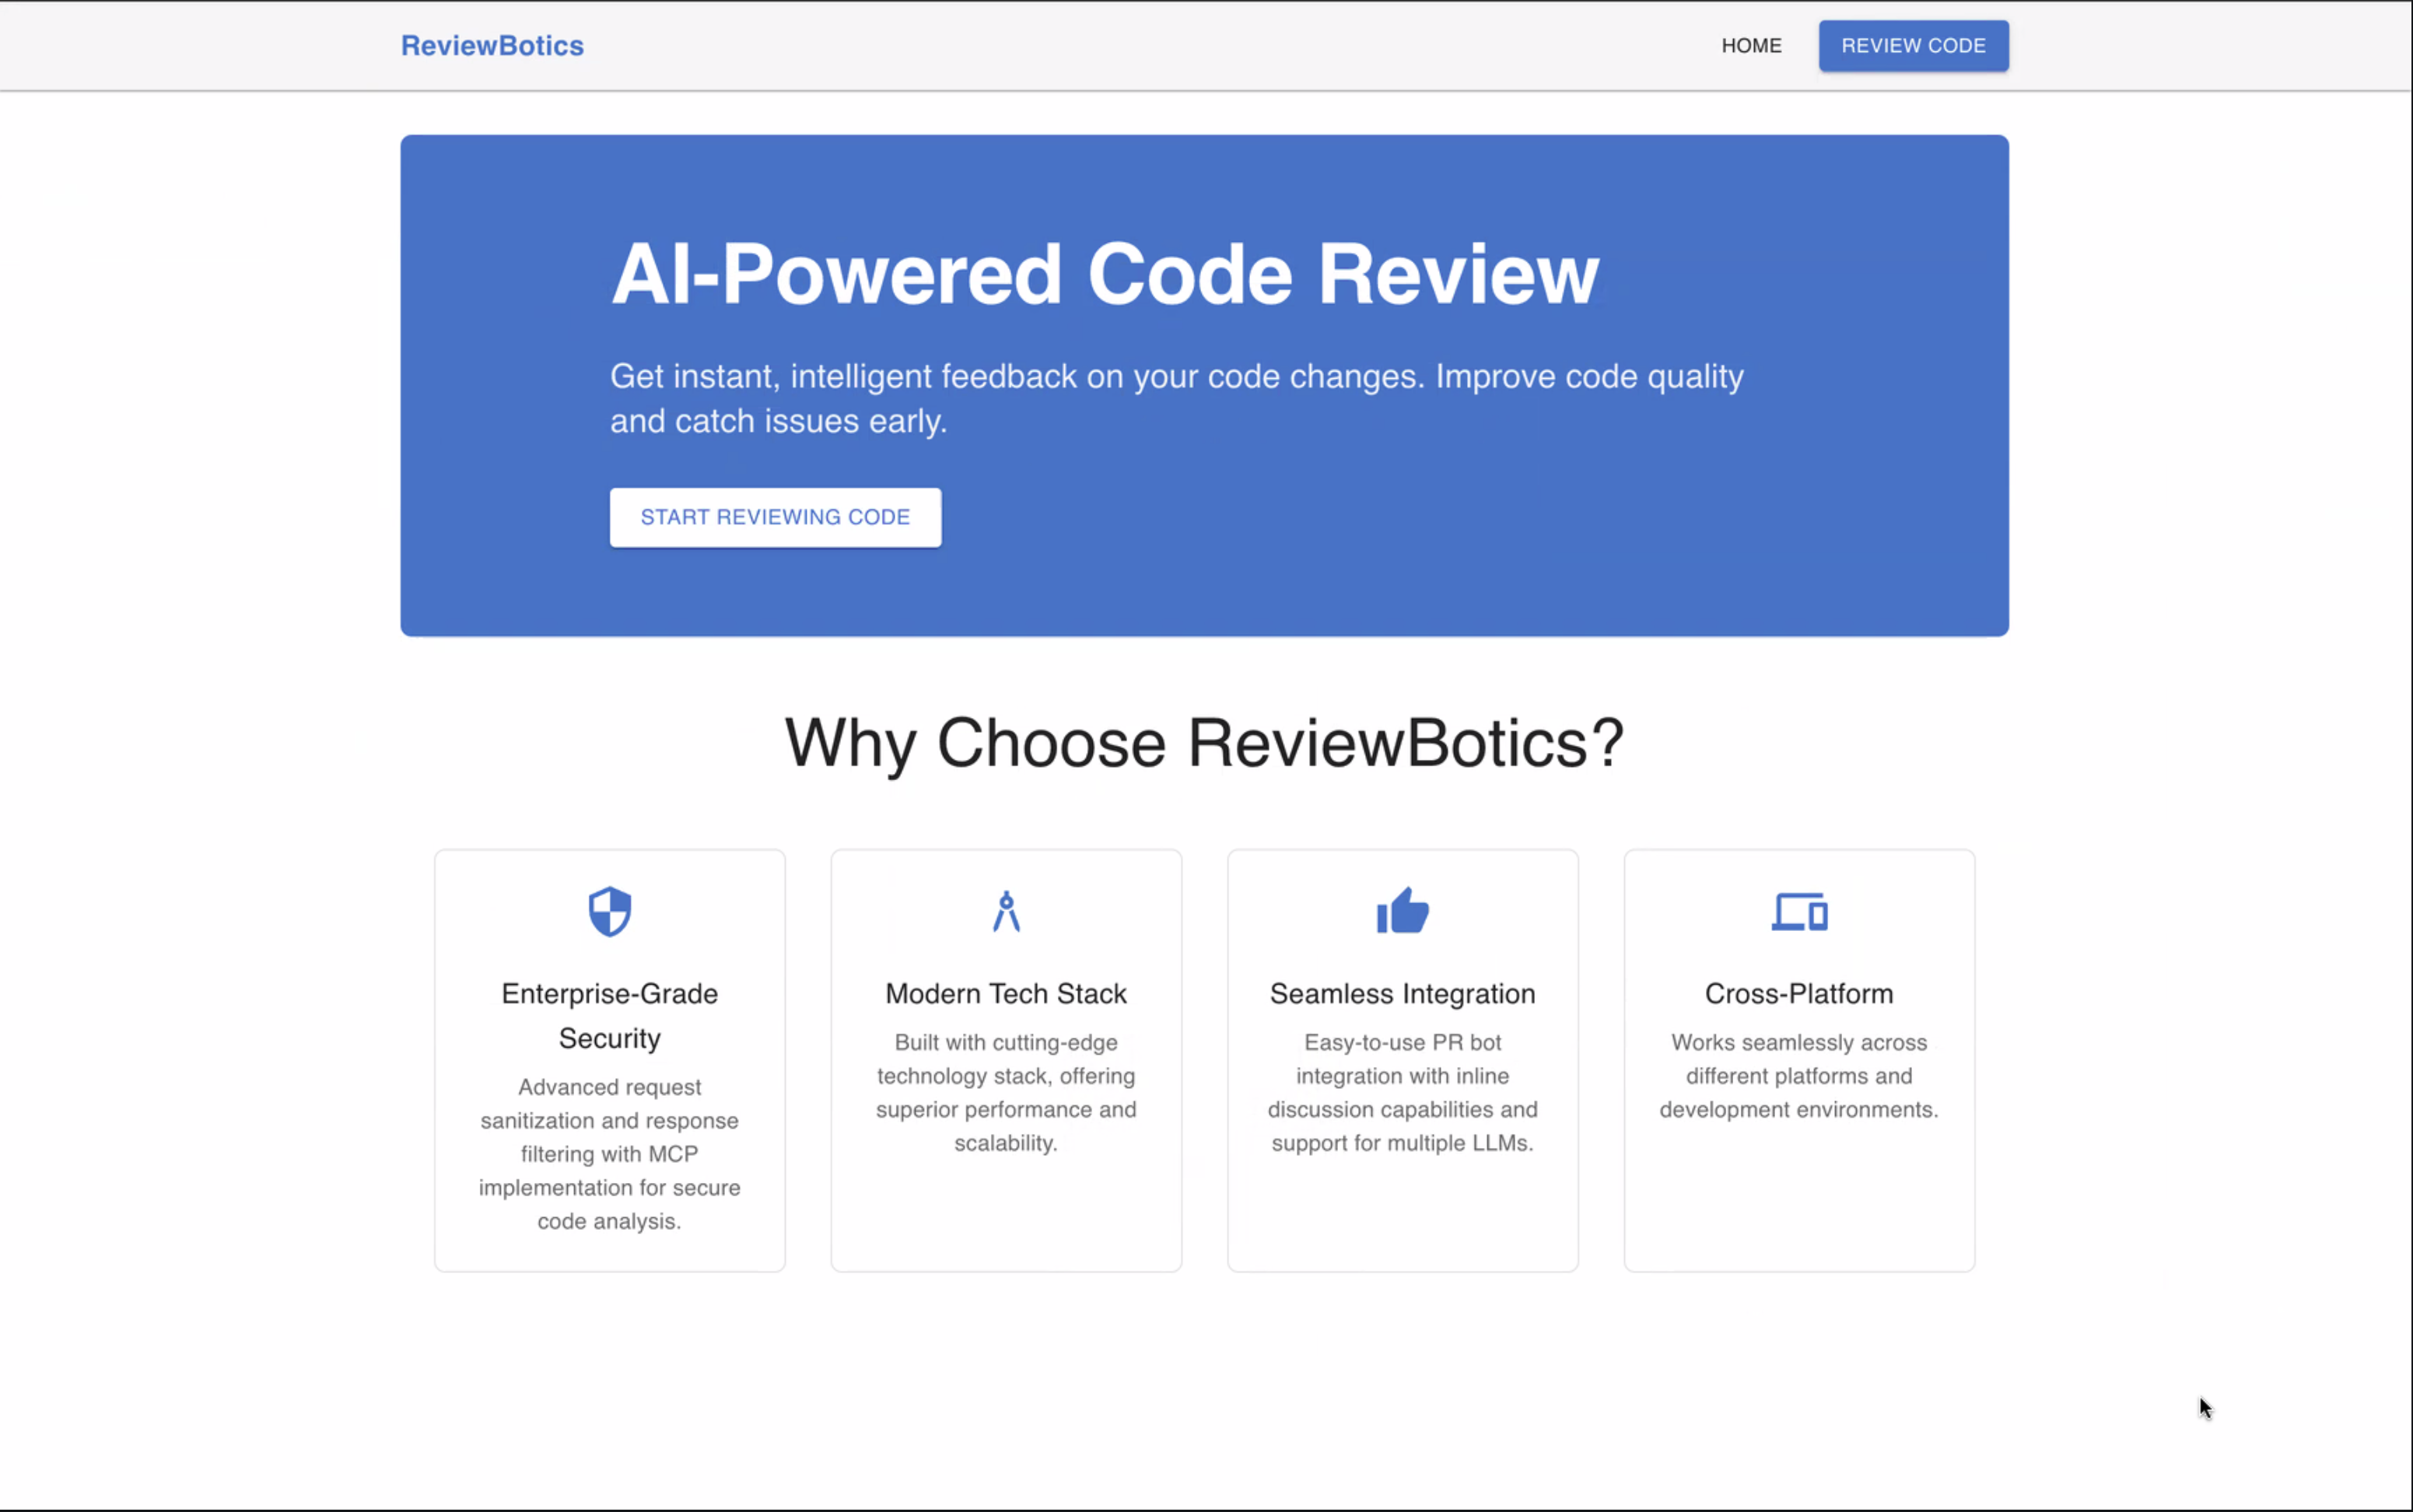 ReviewBotics
HOME
REVIEW CODE
AI-Powered Code Review
Get instant, intelligent feedback on your code changes. Improve code quality
and catch issues early.
START REVIEWING CODE
Why Choose ReviewBotics?
Enterprise-Grade
Security
Advanced request
sanitization and response
filtering with MCP
implementation for secure
code analysis.
Modern Tech Stack
Built with cutting-edge
technology stack, offering
superior performance and
scalability.
Seamless Integration
Easy-to-use PR bot
integration with inline
discussion capabilities and
support for multiple LLMs.
Cross-Platform
Works seamlessly across
different platforms and
development environments.